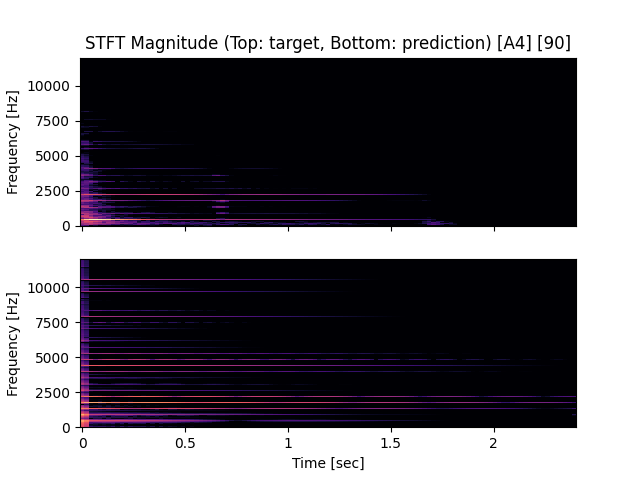 STFT Magnitude (Top: target, Bottom: prediction) [A4] [90]
Frequency [Hz]
10000
7500
5000
2500
0
Frequency [Hz]
10000
7500
5000
2500
0
0 0.5 1 1.5 2
Time [sec]